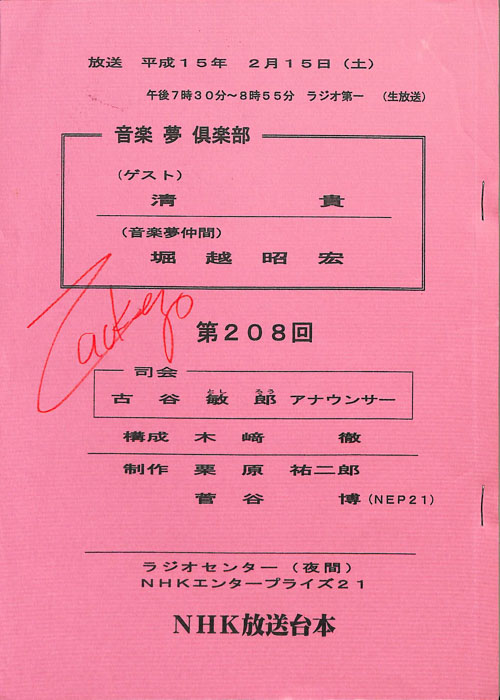 放送 平成15年 2月15日(土)
午後7時30分~8時55分 ラジオ第一 (生放送)
音楽 夢 倶楽部
(ゲスト)
清 貴
(音楽夢仲間)
堀 越 昭 宏
第208回
司会
とし ろう
古 谷 敏 郎 アナウンサー
構成 木 﨑 徹
制作 栗 原 祐二郎
菅 谷 博(NEP21)
ラジオセンター(夜間)
NHKエンタープライズ21
NHK放送台本